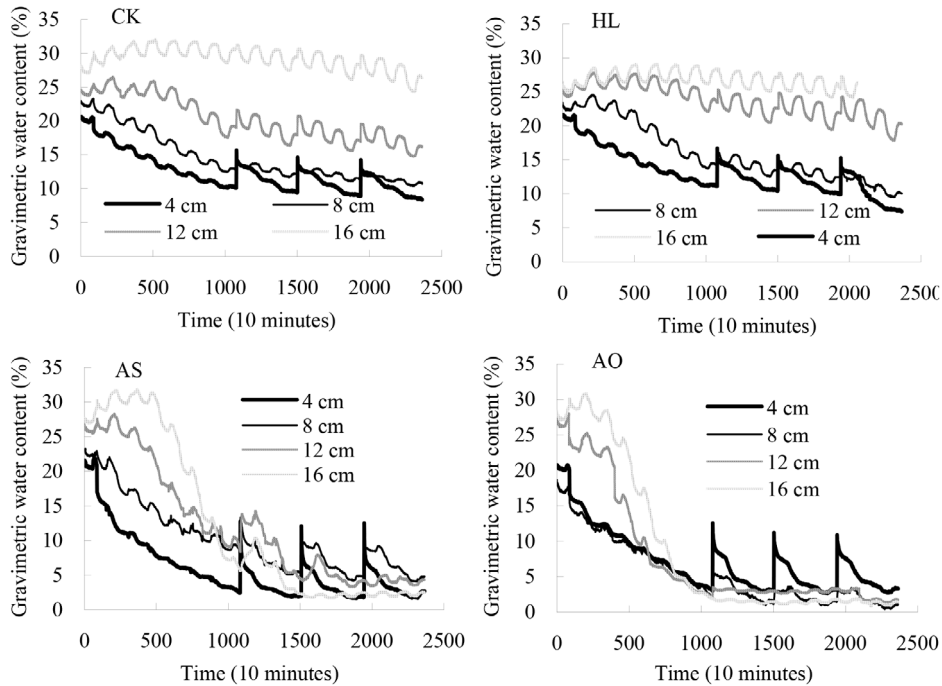 CK
Gravimetric water content (%)
35
30
25
20
15
10
5
0
4 cm
8 cm
12 cm
16 cm
0 500 1000 1500 2000 2500
Time (10 minutes)
HL
Gravimetric water content (%)
35
30
25
20
15
10
5
0
8 cm
12 cm
16 cm
4 cm
0 500 1000 1500 2000 2500
Time (10 minutes)
AS
Gravimetric water content (%)
35
30
25
20
15
10
5
0
4 cm
8 cm
12 cm
16 cm
0 500 1000 1500 2000 2500
Time (10 minutes)
AO
Gravimetric water content (%)
35
30
25
20
15
10
5
0
4 cm
8 cm
12 cm
16 cm
0 500 1000 1500 2000 2500
Time (10 minutes)